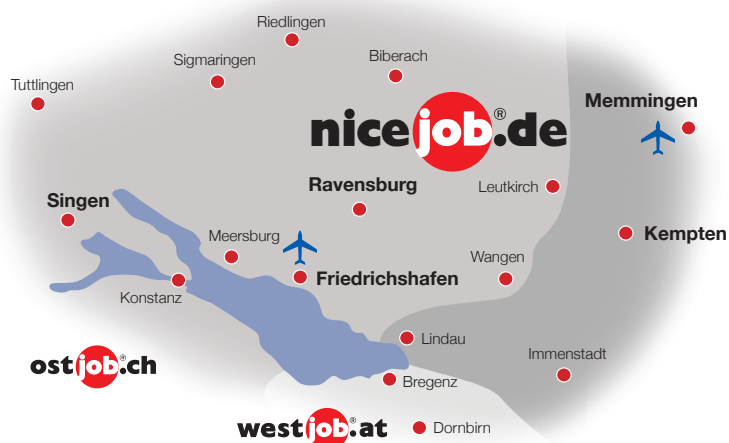 Riedlingen
Sigmaringen
Biberach
Tuttlingen
Memmingen
nicejob®.de
Ravensburg
Leutkirch
Singen
Meersburg
Kempten
Wangen
Friedrichshafen
Konstanz
Lindau
Immenstadt
ostjob®.ch
Bregenz
westjob®.at
Dornbirn